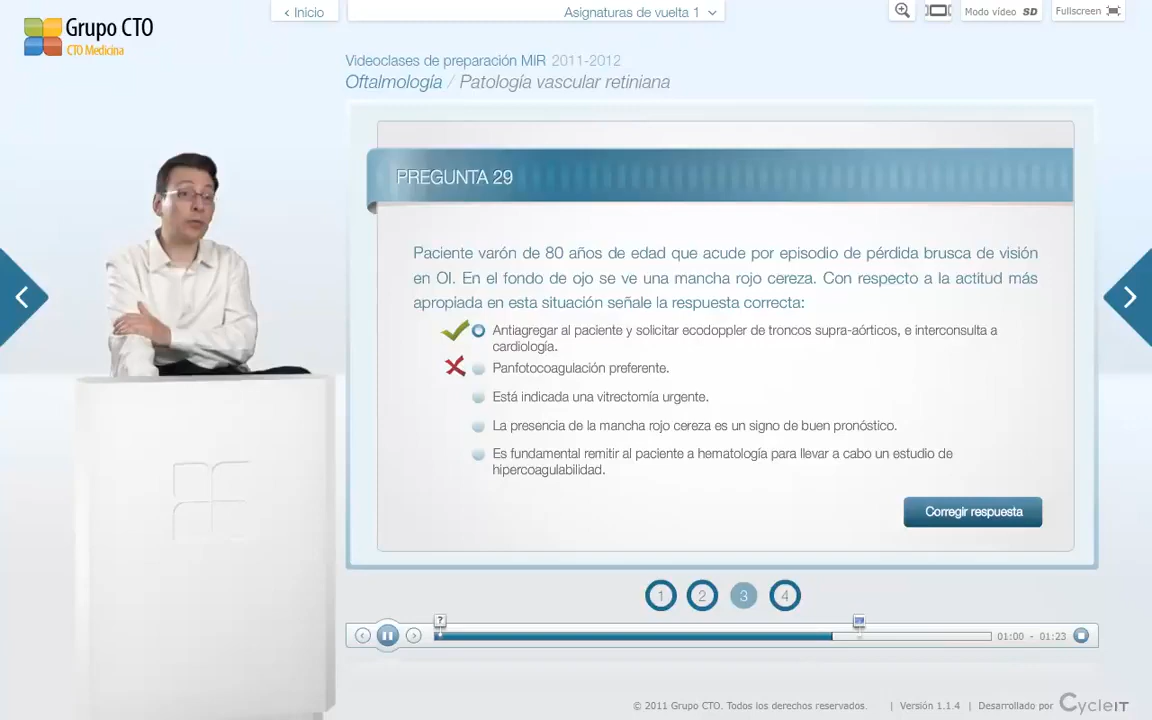 Grupo CTO
CTO Medicina
‹ Inicio
Asignaturas de vuelta 1
Modo vídeo SD
Fullscreen
Videoclases de preparación MIR 2011-2012
Oftalmología / Patología vascular retiniana
PREGUNTA 29
Paciente varón de 80 años de edad que acude por episodio de pérdida brusca de visión
en OI. En el fondo de ojo se ve una mancha rojo cereza. Con respecto a la actitud más
apropiada en esta situación señale la respuesta correcta:
Antiagregar al paciente y solicitar ecodoppler de troncos supra-aórticos, e interconsulta a
cardiología.
Panfotocoagulación preferente.
Está indicada una vitrectomía urgente.
La presencia de la mancha rojo cereza es un signo de buen pronóstico.
Es fundamental remitir al paciente a hematología para llevar a cabo un estudio de
hipercoagulabilidad.
Corregir respuesta
1 2 3 4
?
01:00 - 01:23
© 2011 Grupo CTO. Todos los derechos reservados. | Versión 1.1.4 | Desarrollado por CycleIT